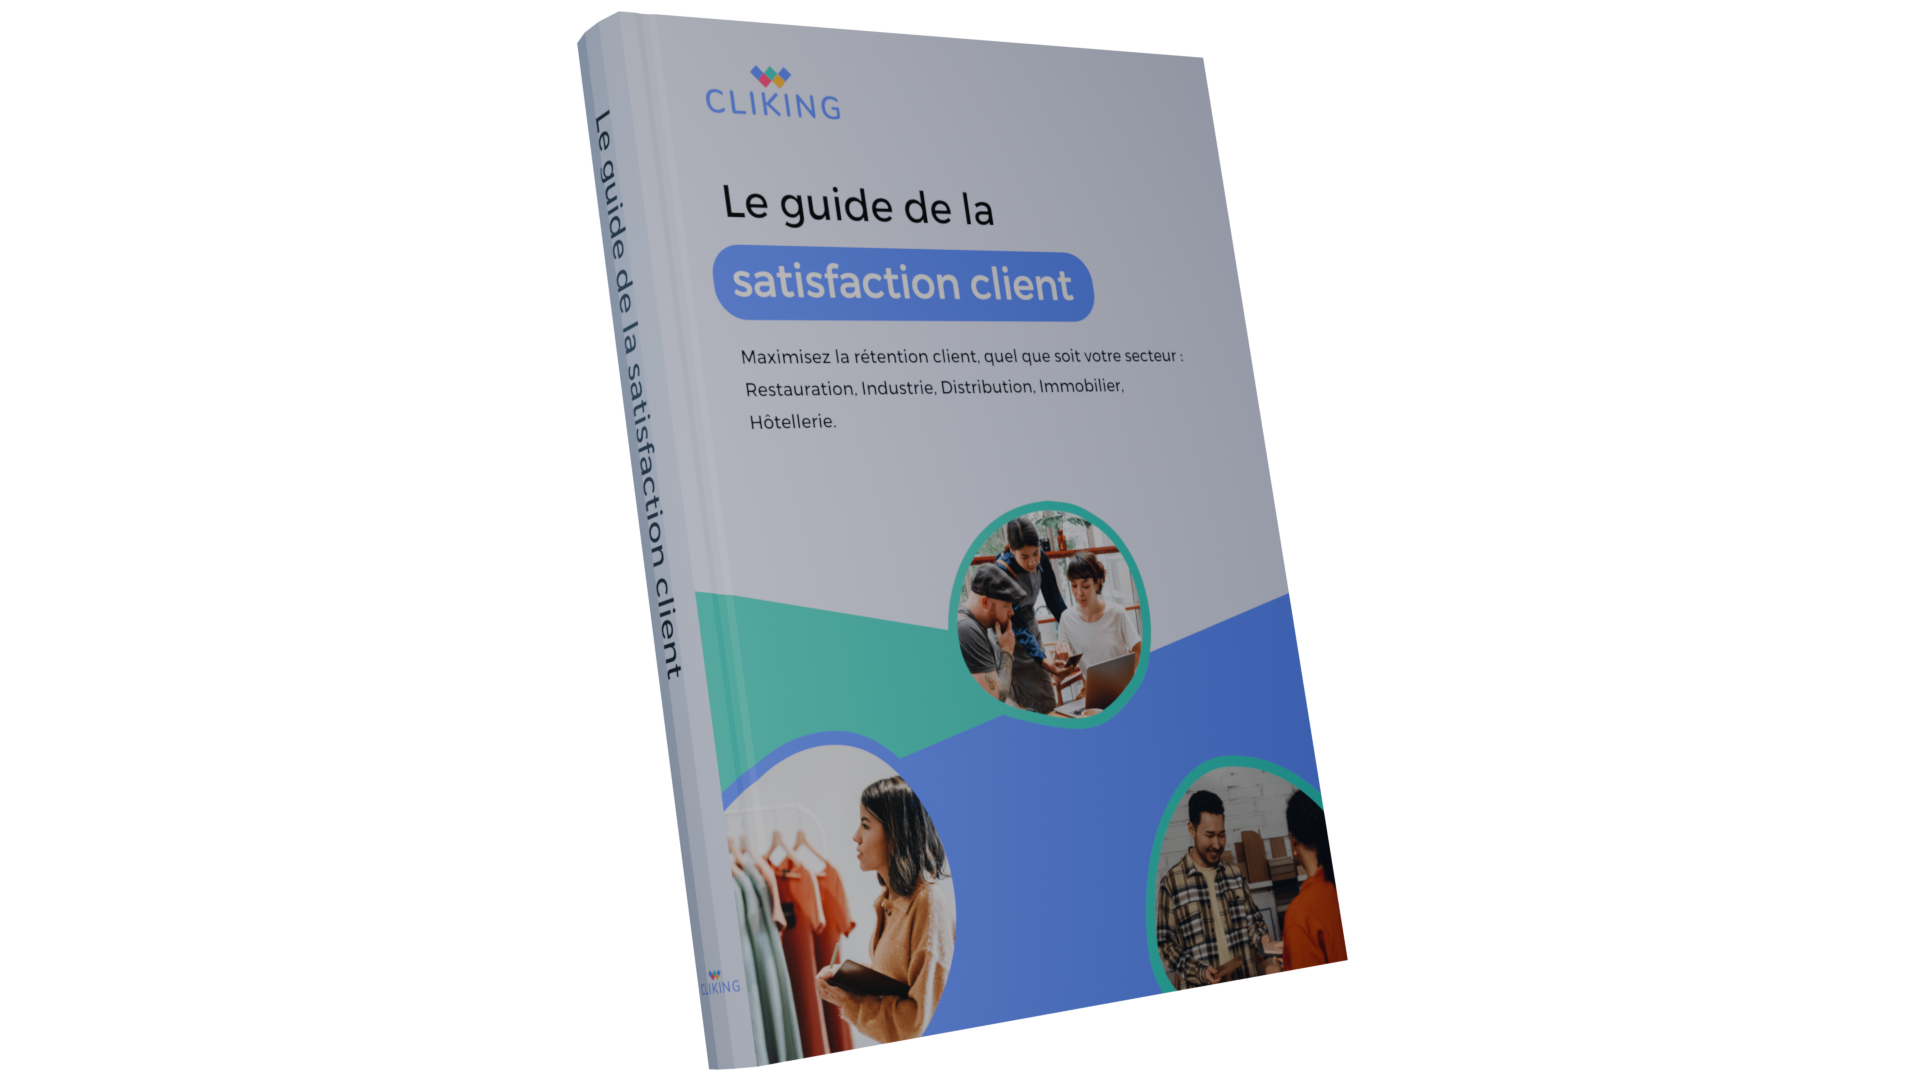 CLIKING
Le guide de la
satisfaction client
Maximisez la rétention client, quel que soit votre secteur :
Restauration, Industrie, Distribution, Immobilier,
Hôtellerie.
Le guide de la satisfaction client
CLIKING